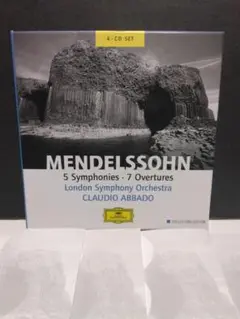 4-CD-SET
MENDELSSOHN
5 Symphonies · 7 Overtures
London Symphony Orchestra
CLAUDIO ABBADO